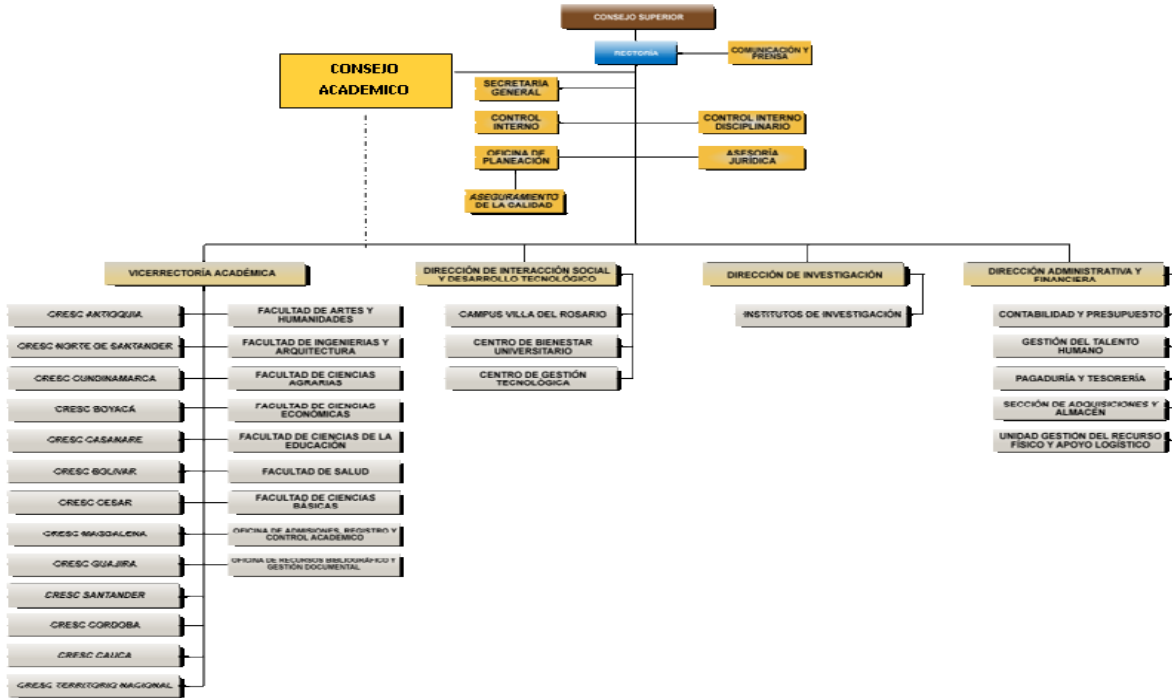 CONSEJO SUPERIOR
RECTORÍA
COMUNICACIÓN Y
PRENSA
CONSEJO
ACADEMICO
SECRETARIA
GENERAL
CONTROL
INTERNO
CONTROL INTERNO
DISCIPLINARIO
OFICINA DE
PLANEACIÓN
ASESORÍA
JURÍDICA
ASEGURAMIENTO
DE LA CALIDAD
VICERRECTORÍA ACADÉMICA
CRESC ANTIOQUIA
CRESC NORTE DE SANTANDER
CRESC CUNDINAMARCA
CRESC BOYACÁ
CRESC CASANARE
CRESC BOLIVAR
CRESC CESAR
CRESC MAGDALENA
CRESC GUAJIRA
CRESC SANTANDER
CRESC CORDOBA
CRESC CAUCA
CRESC TERRITORIO NACIONAL
FACULTAD DE ARTES Y
HUMANIDADES
FACULTAD DE INGENIERIAS Y
ARQUITECTURA
FACULTAD DE CIENCIAS
AGRARIAS
FACULTAD DE CIENCIAS
ECONÓMICAS
FACULTAD DE CIENCIAS DE LA
EDUCACIÓN
FACULTAD DE SALUD
FACULTAD DE CIENCIAS
BÁSICAS
OFICINA DE ADMISIONES, REGISTRO Y
CONTROL ACADÉMICO
OFICINA DE RECURSOS BIBLIOGRÁFICO Y
GESTIÓN DOCUMENTAL
DIRECCIÓN DE INTERACCIÓN SOCIAL
Y DESARROLLO TECNOLÓGICO
CAMPUS VILLA DEL ROSARIO
CENTRO DE BIENESTAR
UNIVERSITARIO
CENTRO DE GESTIÓN
TECNOLÓGICA
DIRECCIÓN DE INVESTIGACIÓN
INSTITUTOS DE INVESTIGACIÓN
DIRECCIÓN ADMINISTRATIVA Y
FINANCIERA
CONTABILIDAD Y PRESUPUESTO
GESTIÓN DEL TALENTO
HUMANO
PAGADURÍA Y TESORERÍA
SECCIÓN DE ADQUISICIONES Y
ALMACÉN
UNIDAD GESTIÓN DEL RECURSO
FÍSICO Y APOYO LOGÍSTICO